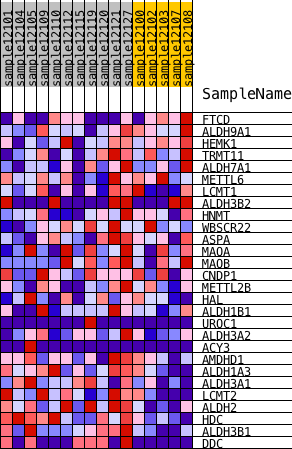 sample12101
sample12104
sample12105
sample12109
sample12110
sample12112
sample12115
sample12119
sample12120
sample12121
sample12122
sample12100
sample12102
sample12103
sample12107
sample12108
SampleName
FTCD
ALDH9A1
HEMK1
TRMT11
ALDH7A1
METTL6
LCMT1
ALDH3B2
HNMT
WBSCR22
ASPA
MAOA
MAOB
CNDP1
METTL2B
HAL
ALDH1B1
UROC1
ALDH3A2
ACY3
AMDHD1
ALDH1A3
ALDH3A1
LCMT2
ALDH2
HDC
ALDH3B1
DDC